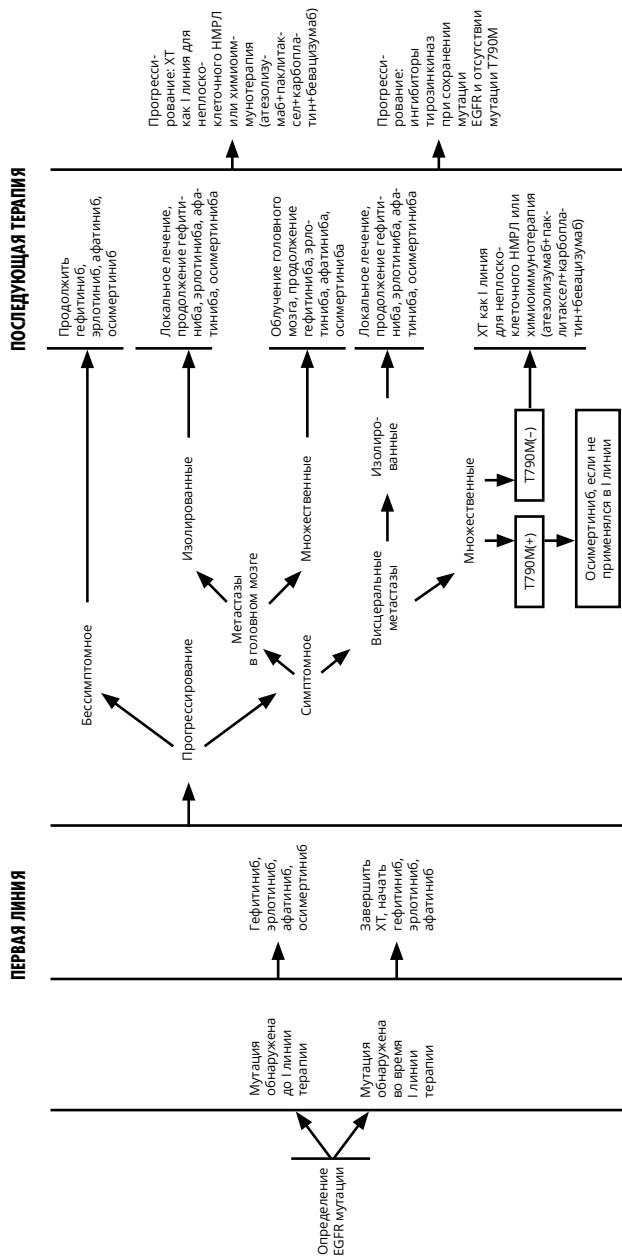 ПЕРВАЯ ЛИНИЯ
ПОСЛЕДУЮЩАЯ ТЕРАПИЯ
Определение
EGFR мутации
Мутация
обнаружена
до I линии
терапии
Мутация
обнаружена
во время
I линии
терапии
Гефитиниб,
эрлотиниб,
афатиниб,
осимертиниб
Завершить
ХТ, начать
гефитиниб,
эрлотиниб,
афатиниб
Прогрессирование
Бессимптомное
Симптомное
Метастазы
в головном мозге
Висцеральные
метастазы
Изолированные
Множественные
Изолиро-
ванные
Множественные
T790M(+)
T790M(–)
Осимертиниб, если не
применялся в I линии
Продолжить
гефитиниб,
эрлотиниб, афатиниб,
осимертиниб
Локальное лечение,
продолжение гефити-
ниба, эрлотиниба, афа-
тиниба, осимертиниба
Облучение головного
мозга, продолжение
гефитиниба, эрло-
тиниба, афатиниба,
осимертиниба
Локальное лечение,
продолжение гефити-
ниба, эрлотиниба, афа-
тиниба, осимертиниба
ХТ как I линия
для неплоско-
клеточного НМРЛ или
химиоиммунотерапия
(атезолизумаб+пак-
литаксел+карбопла-
тин+бевацизумаб)
Прогресси-
рование: ХТ
как I линия для
неплоско-
клеточного НМРЛ
или химиоим-
мунотерапия
(атезолизу-
маб+паклитак-
сел+карбопла-
тин+бевацизумаб)
Прогресси-
рование:
ингибиторы
тирозинкиназ
при сохранении
мутации
EGFR и отсутствии
мутации T790M